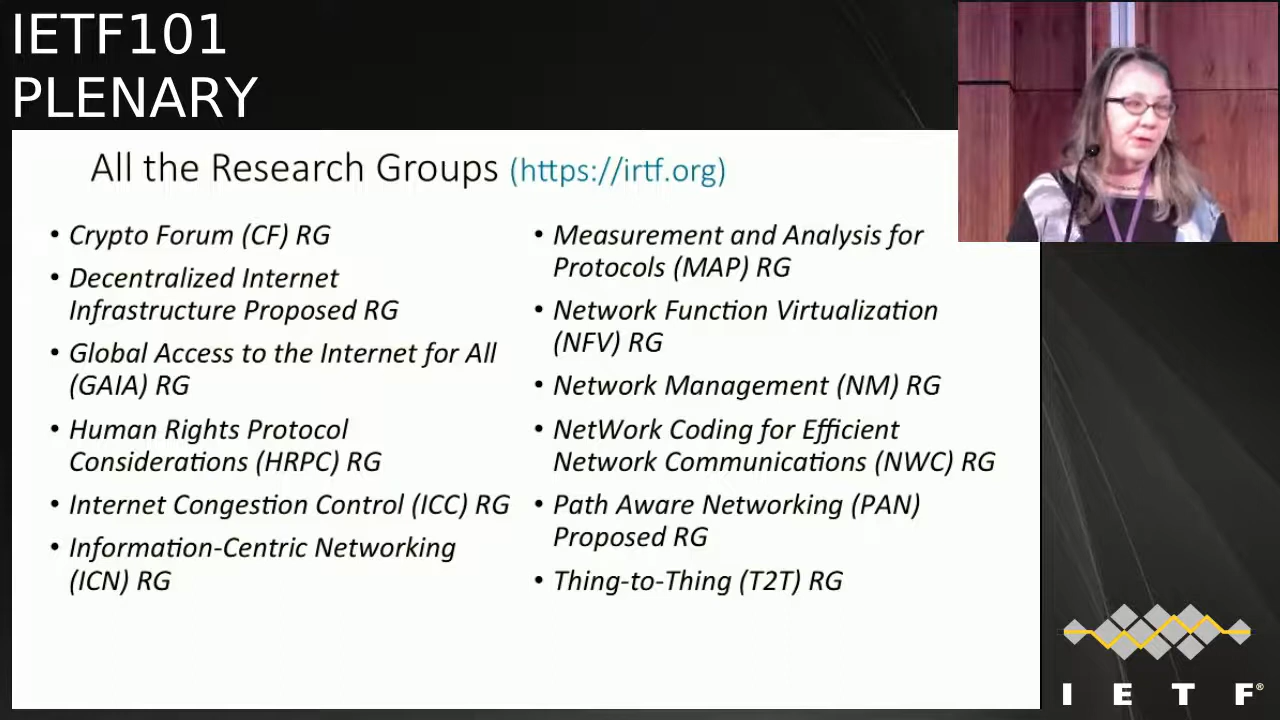 IETF101
PLENARY
All the Research Groups (https://irtf.org)
• Crypto Forum (CF) RG
• Decentralized Internet
Infrastructure Proposed RG
• Global Access to the Internet for All
(GAIA) RG
• Human Rights Protocol
Considerations (HRPC) RG
• Internet Congestion Control (ICC) RG
• Information-Centric Networking
(ICN) RG
• Measurement and Analysis for
Protocols (MAP) RG
• Network Function Virtualization
(NFV) RG
• Network Management (NM) RG
• NetWork Coding for Efficient
Network Communications (NWC) RG
• Path Aware Networking (PAN)
Proposed RG
• Thing-to-Thing (T2T) RG
I E T F®